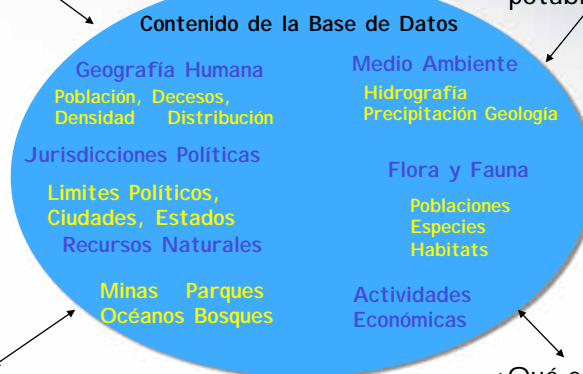 potabl
Contenido de la Base de Datos
Geografía Humana
Población, Decesos,
Densidad Distribución
Jurisdicciones Políticas
Limites Políticos,
Ciudades, Estados
Recursos Naturales
Minas Parques
Océanos Bosques
Medio Ambiente
Hidrografía
Precipitación Geología
Flora y Fauna
Poblaciones
Especies
Habitats
Actividades
Económicas